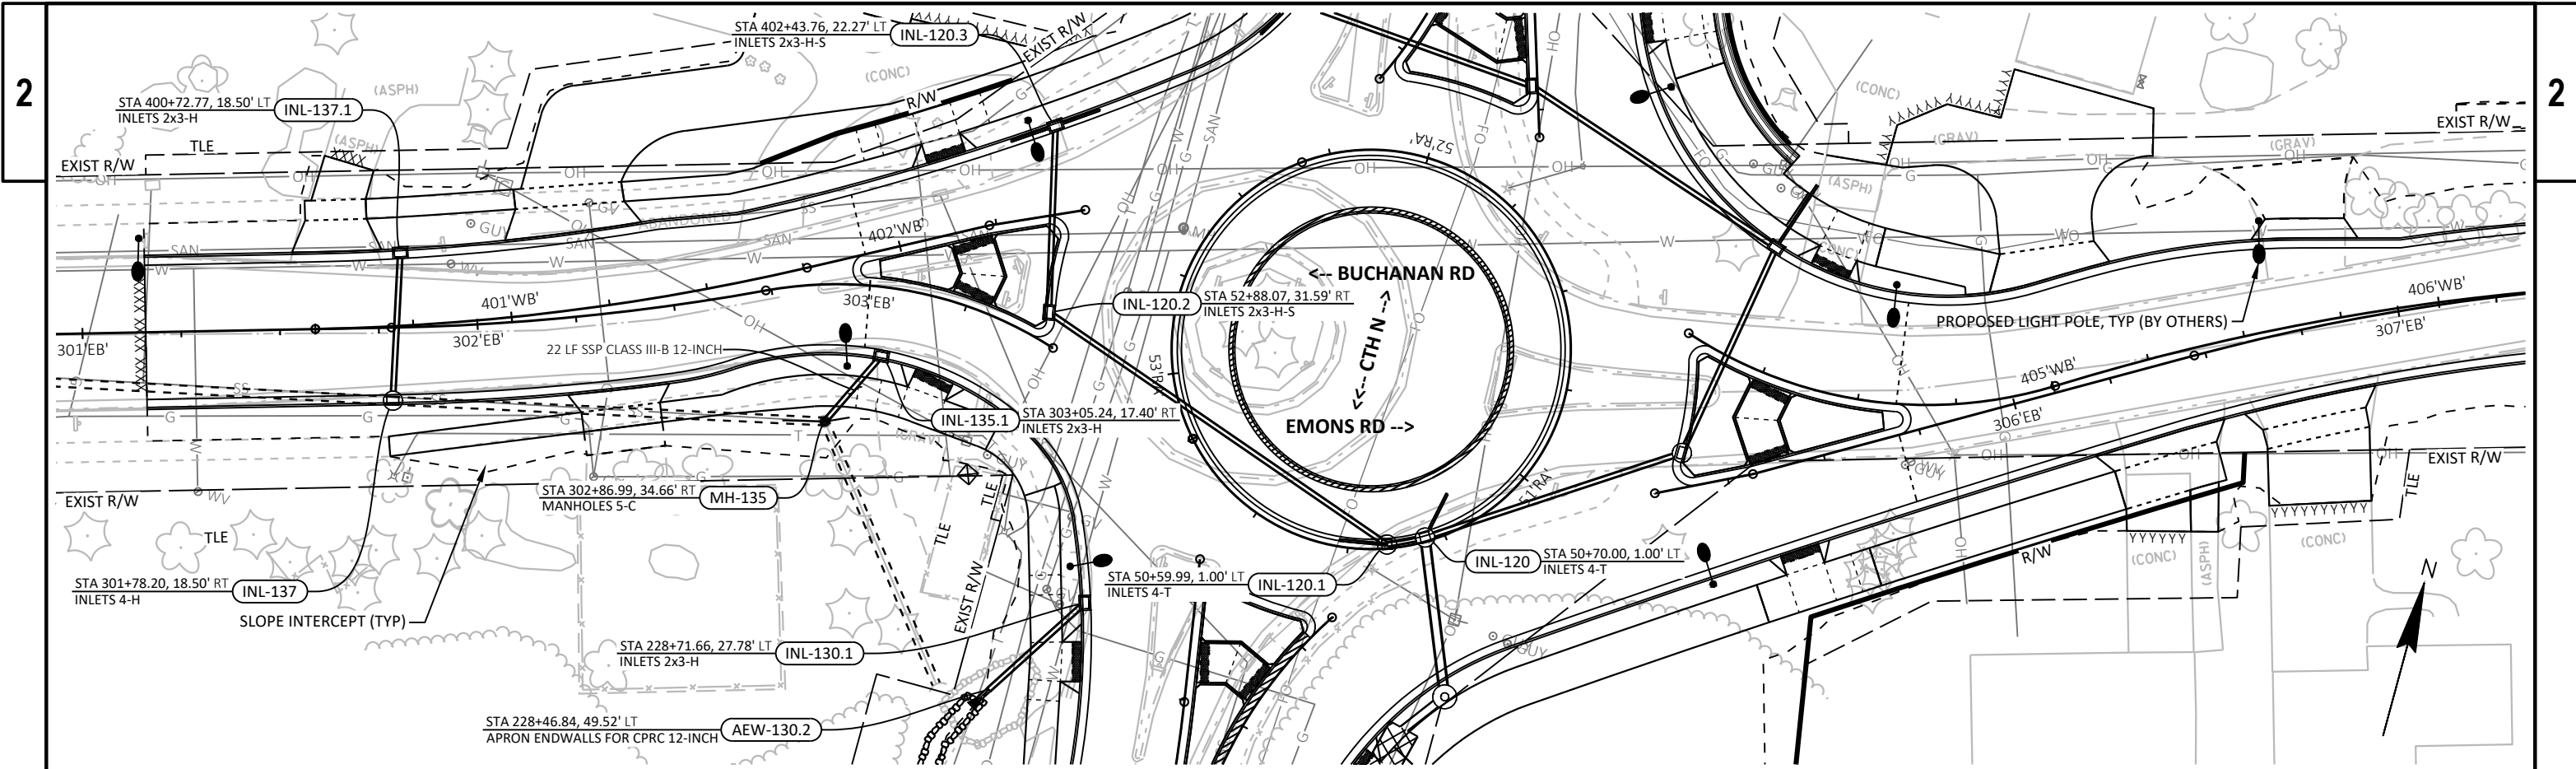 2
2
STA 402+43.76, 22.27' LT
INLETS 2x3-H-S
INL-120.3
EXIST R/W
STA 400+72.77, 18.50' LT
INLETS 2x3-H
INL-137.1
(ASPH)
(CONC)
R/W
(ASPH)
TLE
EXIST R/W
OH
OH
OH
OH
OH
ABANDONED
SS
GV
GUY
SAN
SAN
SAN
W
W
W
WV
402'WB'
401'WB'
301'EB'
302'EB'
303'EB'
52'RA'
53'RA'
51'RA'
<-- BUCHANAN RD
<-- CTH N -->
EMONS RD -->
INL-120.2
STA 52+88.07, 31.59' RT
INLETS 2x3-H-S
22 LF SSP CLASS III-B 12-INCH
INL-135.1
STA 303+05.24, 17.40' RT
INLETS 2x3-H
STA 302+86.99, 34.66' RT
MANHOLES 5-C
MH-135
EXIST R/W
TLE
TLE
TLE
EXIST R/W
STA 301+78.20, 18.50' RT
INLETS 4-H
INL-137
SLOPE INTERCEPT (TYP)
STA 228+71.66, 27.78' LT
INLETS 2x3-H
INL-130.1
STA 228+46.84, 49.52' LT
APRON ENDWALLS FOR CPRC 12-INCH
AEW-130.2
STA 50+59.99, 1.00' LT
INLETS 4-T
INL-120.1
INL-120
STA 50+70.00, 1.00' LT
INLETS 4-T
(CONC)
(GRAV)
(GRAV)
(ASPH)
EXIST R/W
PROPOSED LIGHT POLE, TYP (BY OTHERS)
406'WB'
307'EB'
405'WB'
306'EB'
EXIST R/W
TLE
R/W
(CONC)
(ASPH)
(CONC)
GUY
N